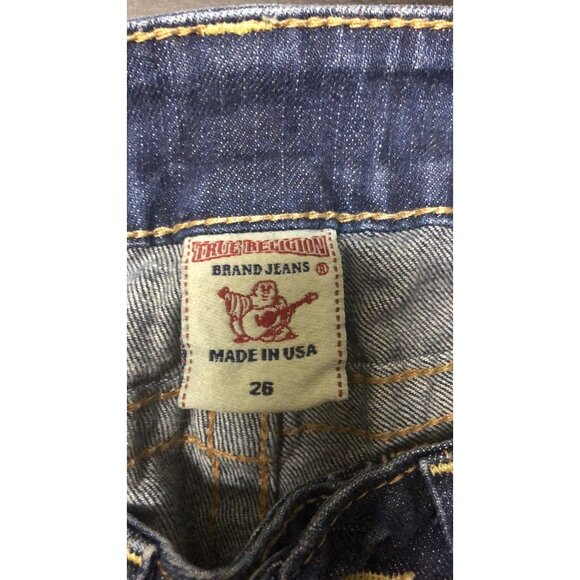 TRUE RELIGION
BRAND JEANS ®
MADE IN USA
26